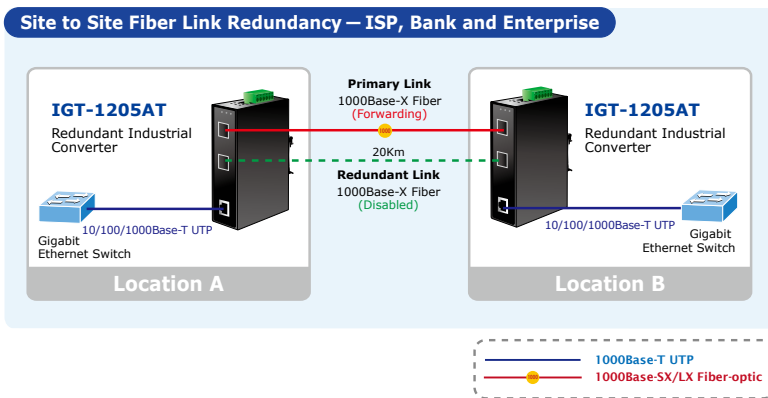 Site to Site Fiber Link Redundancy — ISP, Bank and Enterprise
IGT-1205AT
Redundant Industrial
Converter
10/100/1000Base-T UTP
Gigabit
Ethernet Switch
Location A
Primary Link
1000Base-X Fiber
(Forwarding)
1000
20Km
Redundant Link
1000Base-X Fiber
(Disabled)
IGT-1205AT
Redundant Industrial
Converter
10/100/1000Base-T UTP
Gigabit
Ethernet Switch
Location B
1000Base-T UTP
1000
1000Base-SX/LX Fiber-optic